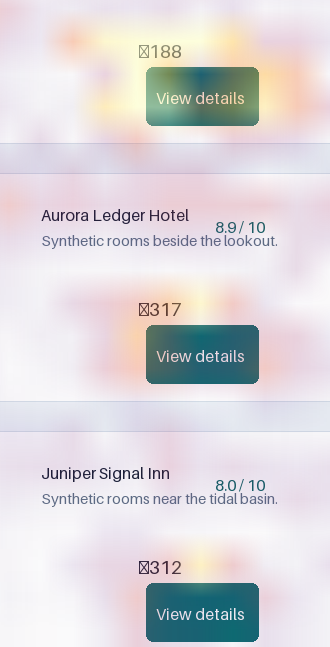 188
View details
Aurora Ledger Hotel
8.9 / 10
Synthetic rooms beside the lookout.
317
View details
Juniper Signal Inn
8.0 / 10
Synthetic rooms near the tidal basin.
312
View details